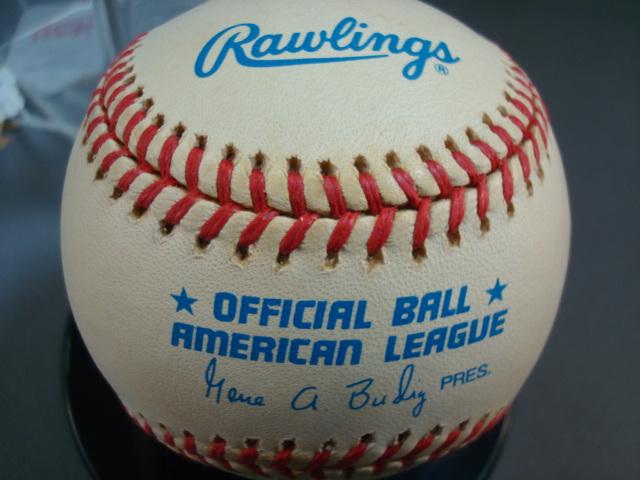 Rawlings®
★ OFFICIAL BALL ★
AMERICAN LEAGUE
Gene A. Budig PRES.